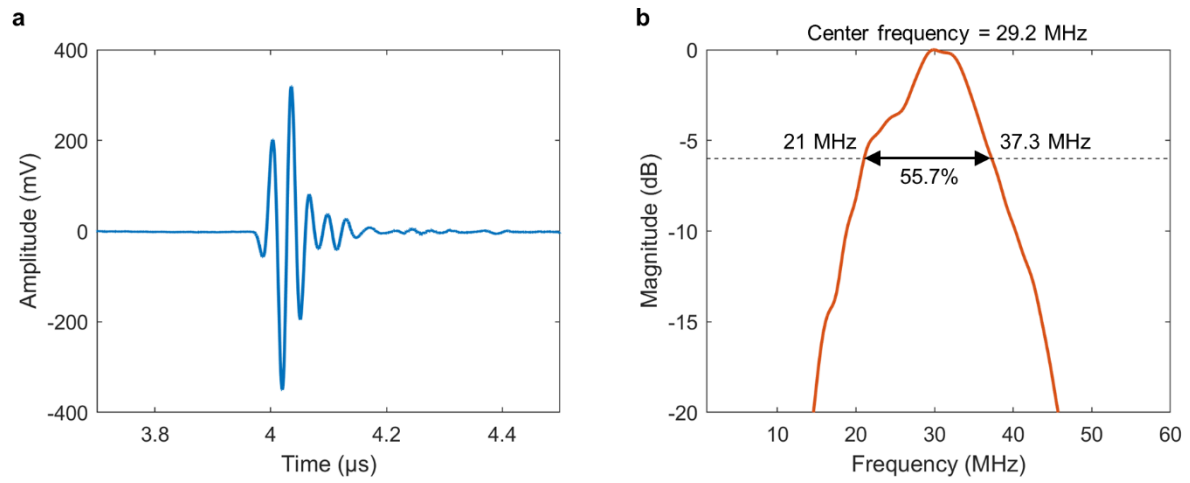 a
400
200
0
-200
-400
Amplitude (mV)
3.8
4
4.2
4.4
Time (µs)
b
Center frequency = 29.2 MHz
0
-5
-10
-15
-20
Magnitude (dB)
21 MHz
37.3 MHz
55.7%
10
20
30
40
50
60
Frequency (MHz)